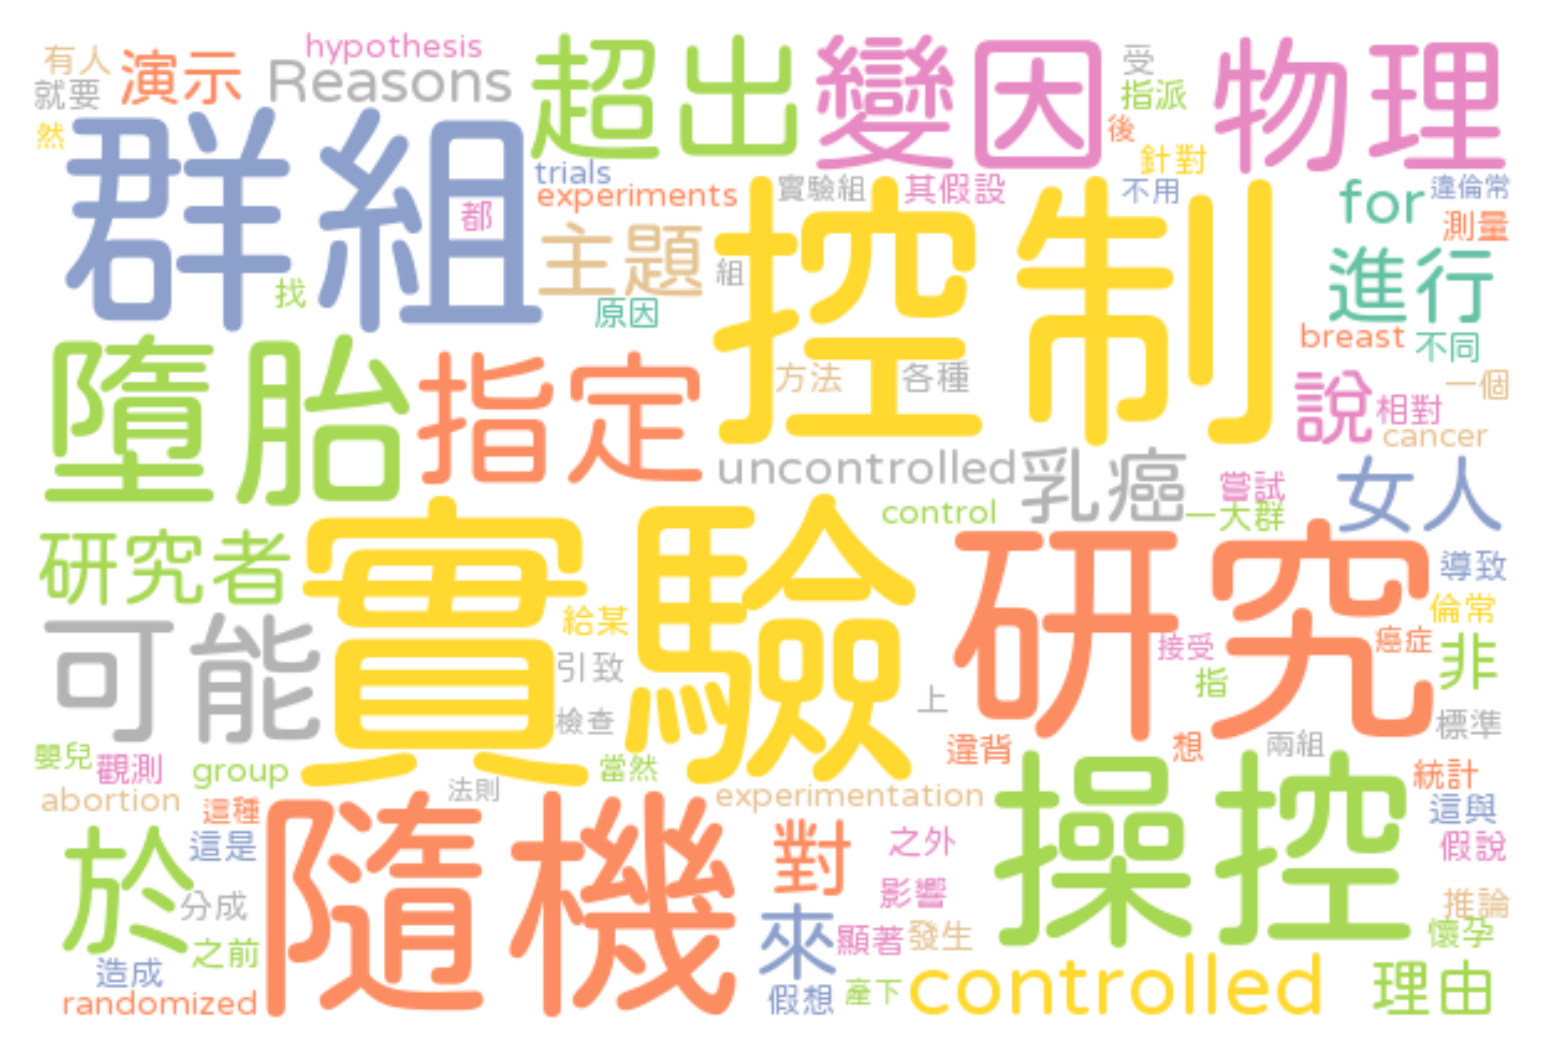 有人
就要
然
演示
hypothesis
Reasons
超出
變因
受
指派
後
針對
物理
群組
都
找
trials
experiments
實驗組
其假設
不用
for
違倫常
測量
主題
組
原因
控制
方法
各種
進行
breast
不同
一個
說
相對
cancer
墮胎
指定
uncontrolled
乳癌
control
嘗試
一大群
女人
研究者
實驗
給某
引致
檢查
當然
上
研究
接受
指
癌症
導致
倫常
非
標準
可能
嬰兒
觀測
group
法則
違背
想
兩組
統計
abortion
這種
這是
experimentation
這與
假說
於
分成
之前
造成
randomized
隨機
對
之外
影響
來
顯著
發生
假想
產下
操控
controlled
推論
懷孕
理由